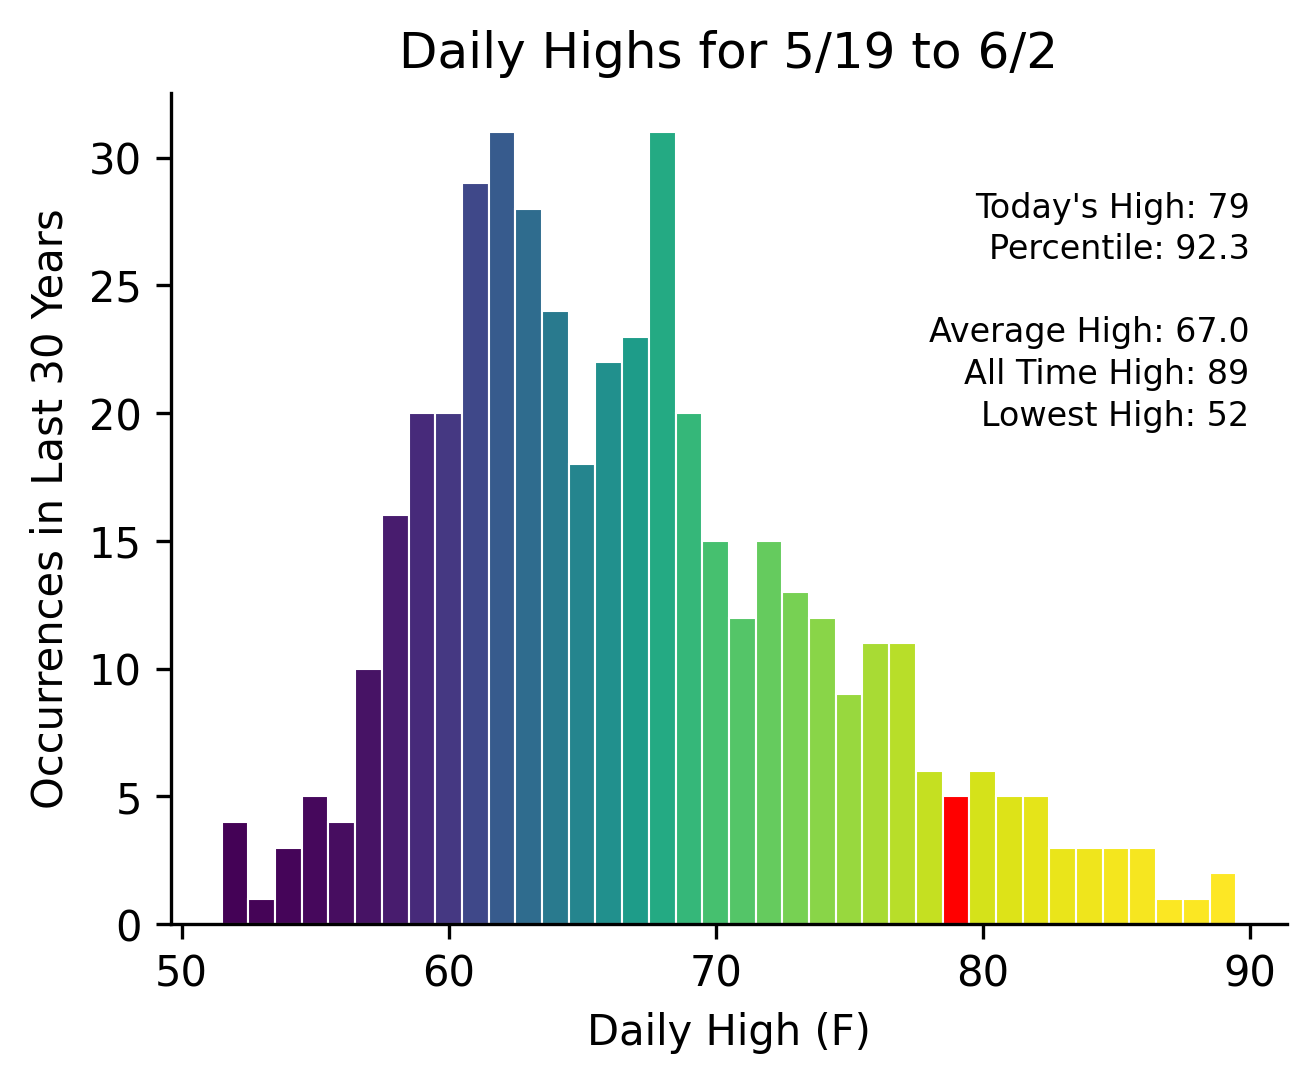 Daily Highs for 5/19 to 6/2
Occurrences in Last 30 Years
30
25
20
15
10
5
0
Today's High: 79
Percentile: 92.3
Average High: 67.0
All Time High: 89
Lowest High: 52
50 60 70 80 90
Daily High (F)